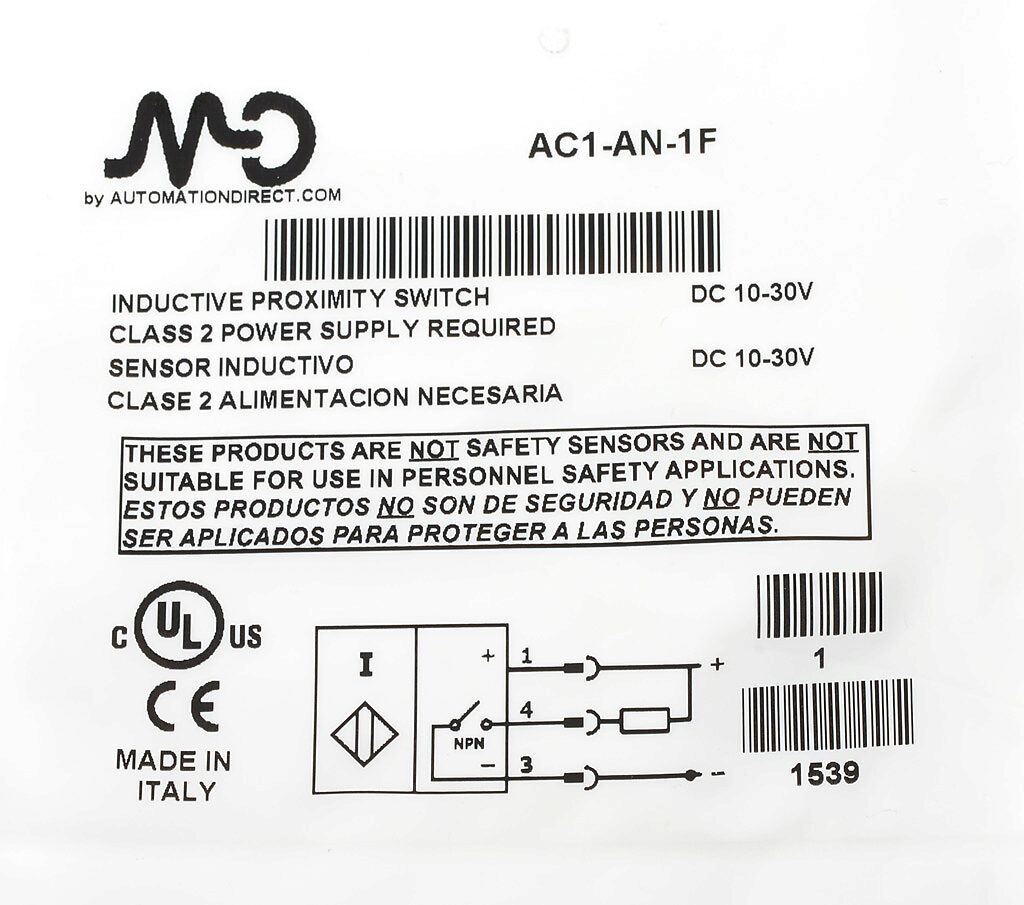 AC1-AN-1F
by AUTOMATIONDIRECT.COM
INDUCTIVE PROXIMITY SWITCH DC 10-30V
CLASS 2 POWER SUPPLY REQUIRED
SENSOR INDUCTIVO DC 10-30V
CLASE 2 ALIMENTACION NECESARIA
THESE PRODUCTS ARE NOT SAFETY SENSORS AND ARE NOT
SUITABLE FOR USE IN PERSONNEL SAFETY APPLICATIONS.
ESTOS PRODUCTOS NO SON DE SEGURIDAD Y NO PUEDEN
SER APLICADOS PARA PROTEGER A LAS PERSONAS.
C UL US
CE
MADE IN
ITALY
I
+ 1 +
4
NPN
- 3 -
1
1539